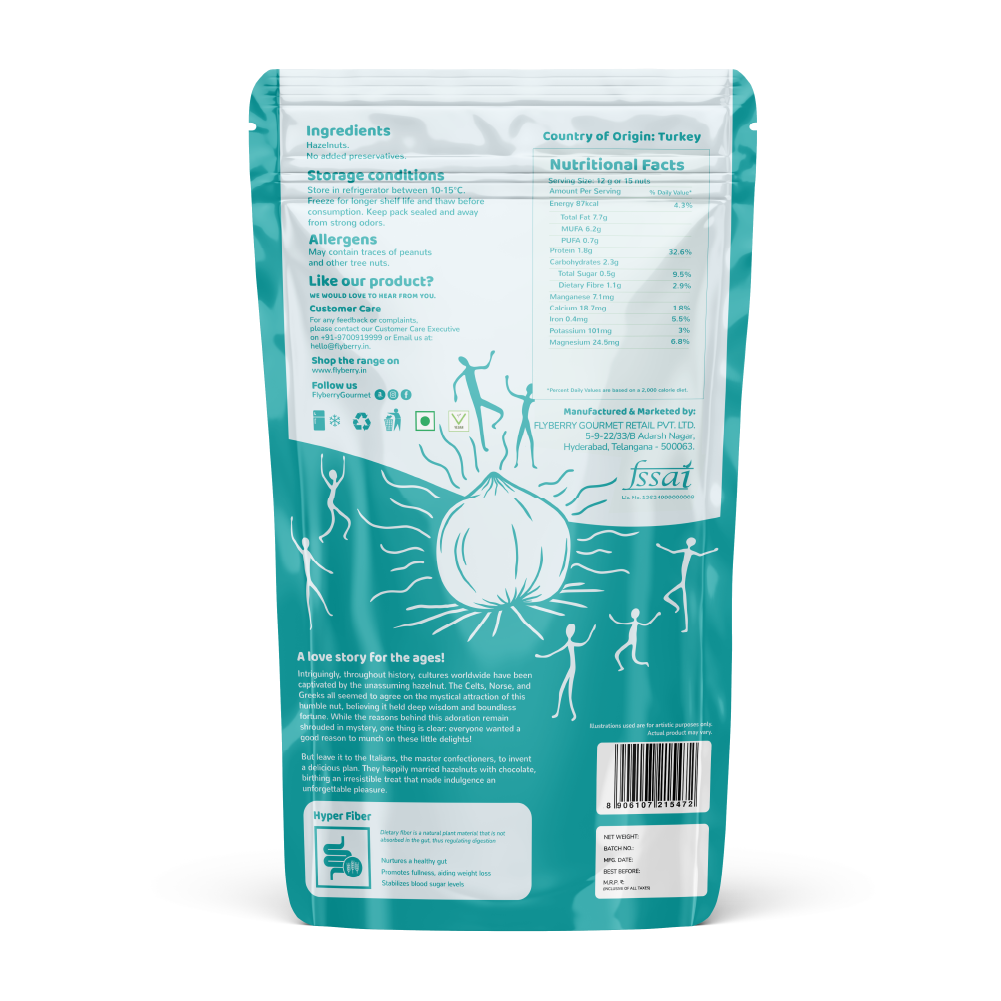 Ingredients
Hazelnuts.
No added preservatives.
Storage conditions
Store in refrigerator between 10-15°C.
Freeze for longer shelf life and thaw before
consumption. Keep pack sealed and away
from strong odors.
Allergens
May contain traces of peanuts
and other tree nuts.
Like our product?
WE WOULD LOVE TO HEAR FROM YOU.
Customer Care
For any feedback or complaints,
please contact our Customer Care Executive
on +91-9700919999 or Email us at:
hello@flyberry.in.
Shop the range on
www.flyberry.in
Follow us
FlyberryGourmet
Country of Origin: Turkey
Nutritional Facts
Serving Size: 12 g or 15 nuts
Amount Per Serving % Daily Value*
Energy 87kcal 4.3%
Total Fat 7.7g
MUFA 6.2g
PUFA 0.7g
Protein 1.8g 32.6%
Carbohydrates 2.3g
Total Sugar 0.5g 9.5%
Dietary Fibre 1.1g 2.9%
Manganese 7.1mg
Calcium 18.7mg 1.8%
Iron 0.4mg 5.5%
Potassium 101mg 3%
Magnesium 24.5mg 6.8%
*Percent Daily Values are based on a 2,000 calorie diet.
Manufactured & Marketed by:
FLYBERRY GOURMET RETAIL PVT. LTD.
5-9-22/33/B Adarsh Nagar,
Hyderabad, Telangana - 500063.
fssai
Lic. No.
A love story for the ages!
Intriguingly, throughout history, cultures worldwide have been
captivated by the unassuming hazelnut. The Celts, Norse, and
Greeks all seemed to agree on the mystical attraction of this
humble nut, believing it held deep wisdom and boundless
fortune. While the reasons behind this adoration remain
shrouded in mystery, one thing is clear: everyone wanted a
good reason to munch on these little delights!
But leave it to the Italians, the master confectioners, to invent
a delicious plan. They happily married hazelnuts with chocolate,
birthing an irresistible treat that made indulgence an
unforgettable pleasure.
Hyper Fiber
Dietary fiber is a natural plant material that is not
absorbed in the gut, thus regulating digestion
Nurtures a healthy gut
Promotes fullness, aiding weight loss
Stabilizes blood sugar levels
Illustrations used are for artistic purposes only.
Actual product may vary.
8 906107 215472
NET WEIGHT:
BATCH NO.:
MFG. DATE:
BEST BEFORE:
M.R.P. ₹:
(INCLUSIVE OF ALL TAXES)